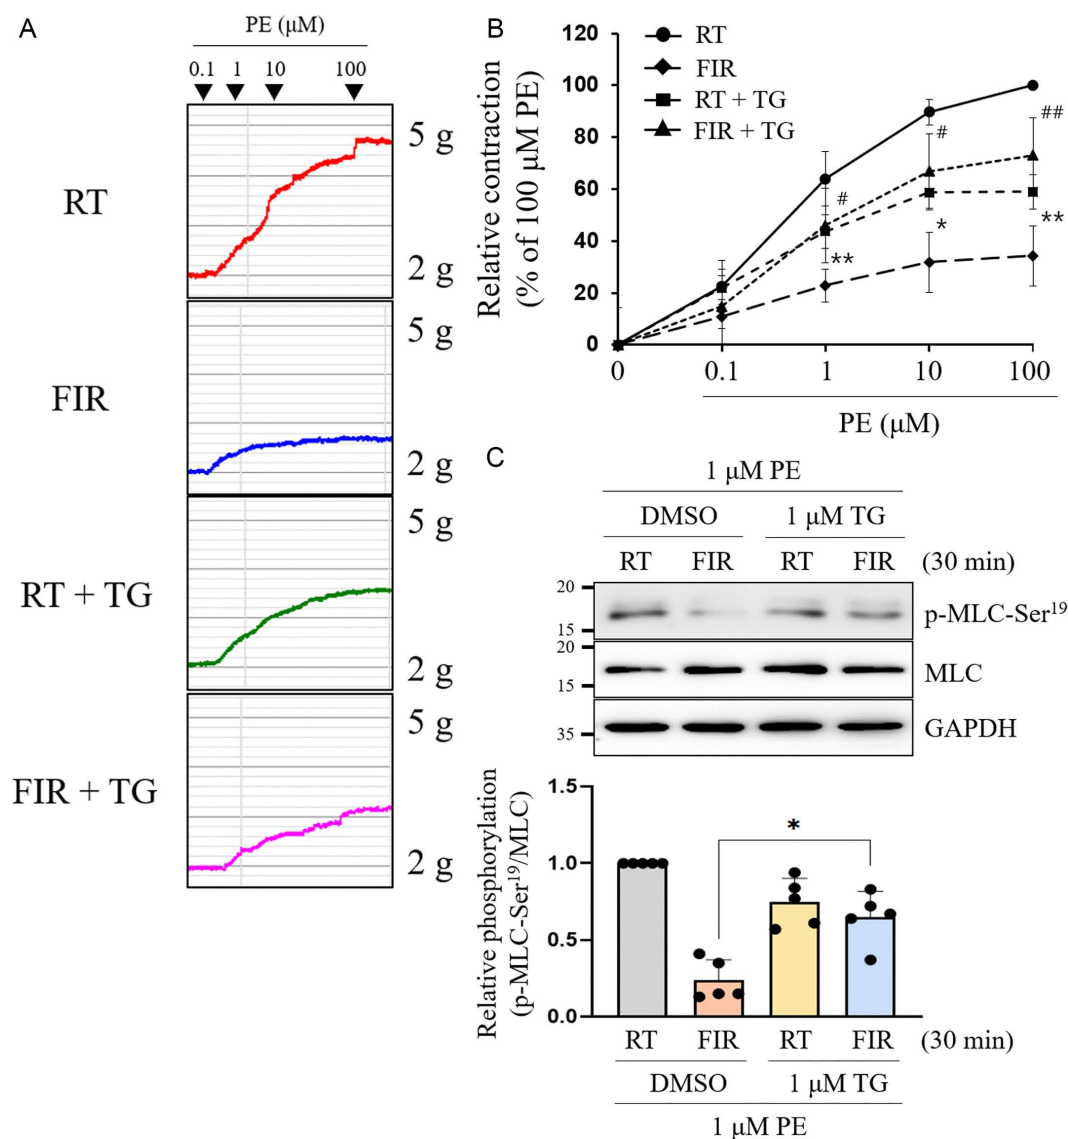 A
PE (μM)
0.1 1 10 100
RT
5 g
2 g
FIR
5 g
2 g
RT + TG
5 g
2 g
FIR + TG
5 g
2 g
B
Relative contraction
(% of 100 μM PE)
120
100
80
60
40
20
0
RT
FIR
RT + TG
FIR + TG
#
**
#
*
##
**
0 0.1 1 10 100
PE (μM)
C
1 μM PE
DMSO 1 μM TG
RT FIR RT FIR (30 min)
20
15
p-MLC-Ser¹⁹
20
15
MLC
35
GAPDH
Relative phosphorylation
(p-MLC-Ser¹⁹/MLC)
1.5
1.0
0.5
0.0
*
RT FIR RT FIR (30 min)
DMSO 1 μM TG
1 μM PE